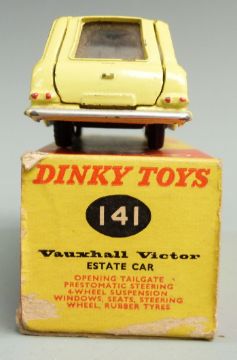 DINKY TOYS
141
Vauxhall Victor
ESTATE CAR
OPENING TAILGATE
PRESTOMATIC STEERING
4-WHEEL SUSPENSION
WINDOWS, SEATS, STEERING
WHEEL, RUBBER TYRES